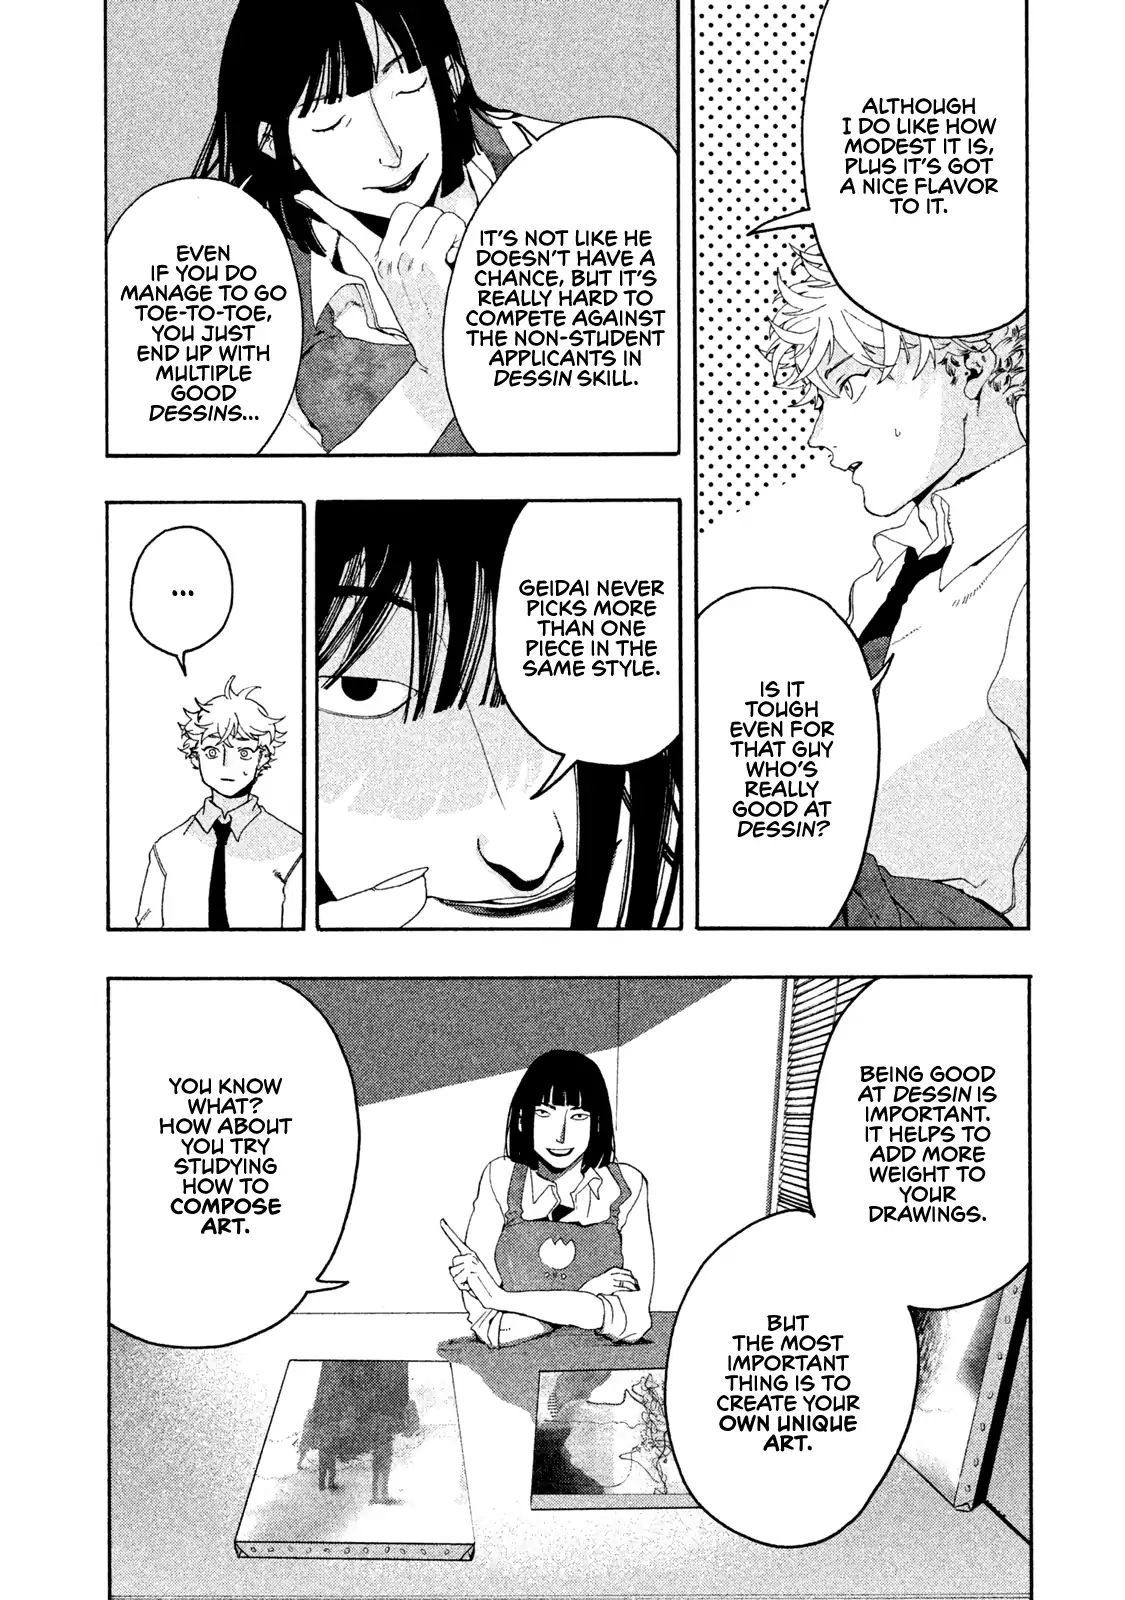 ALTHOUGH
I DO LIKE HOW
MODEST IT IS,
PLUS IT'S GOT
A NICE FLAVOR
TO IT.
IS IT
TOUGH
EVEN FOR
THAT GUY
WHO'S
REALLY
GOOD AT
DESSIN?
IT'S NOT LIKE HE
DOESN'T HAVE A
CHANCE, BUT IT'S
REALLY HARD TO
COMPETE AGAINST
THE NON-STUDENT
APPLICANTS IN
DESSIN SKILL.
EVEN
IF YOU DO
MANAGE TO GO
TOE-TO-TOE,
YOU JUST
END UP WITH
MULTIPLE
GOOD
DESSINS...
GEIDAI NEVER
PICKS MORE
THAN ONE
PIECE IN THE
SAME STYLE.
...
BEING GOOD
AT DESSIN IS
IMPORTANT.
IT HELPS TO
ADD MORE
WEIGHT TO
YOUR
DRAWINGS.
BUT
THE MOST
IMPORTANT
THING IS TO
CREATE YOUR
OWN UNIQUE
ART.
YOU KNOW
WHAT?
HOW ABOUT
YOU TRY
STUDYING
HOW TO
COMPOSE
ART.